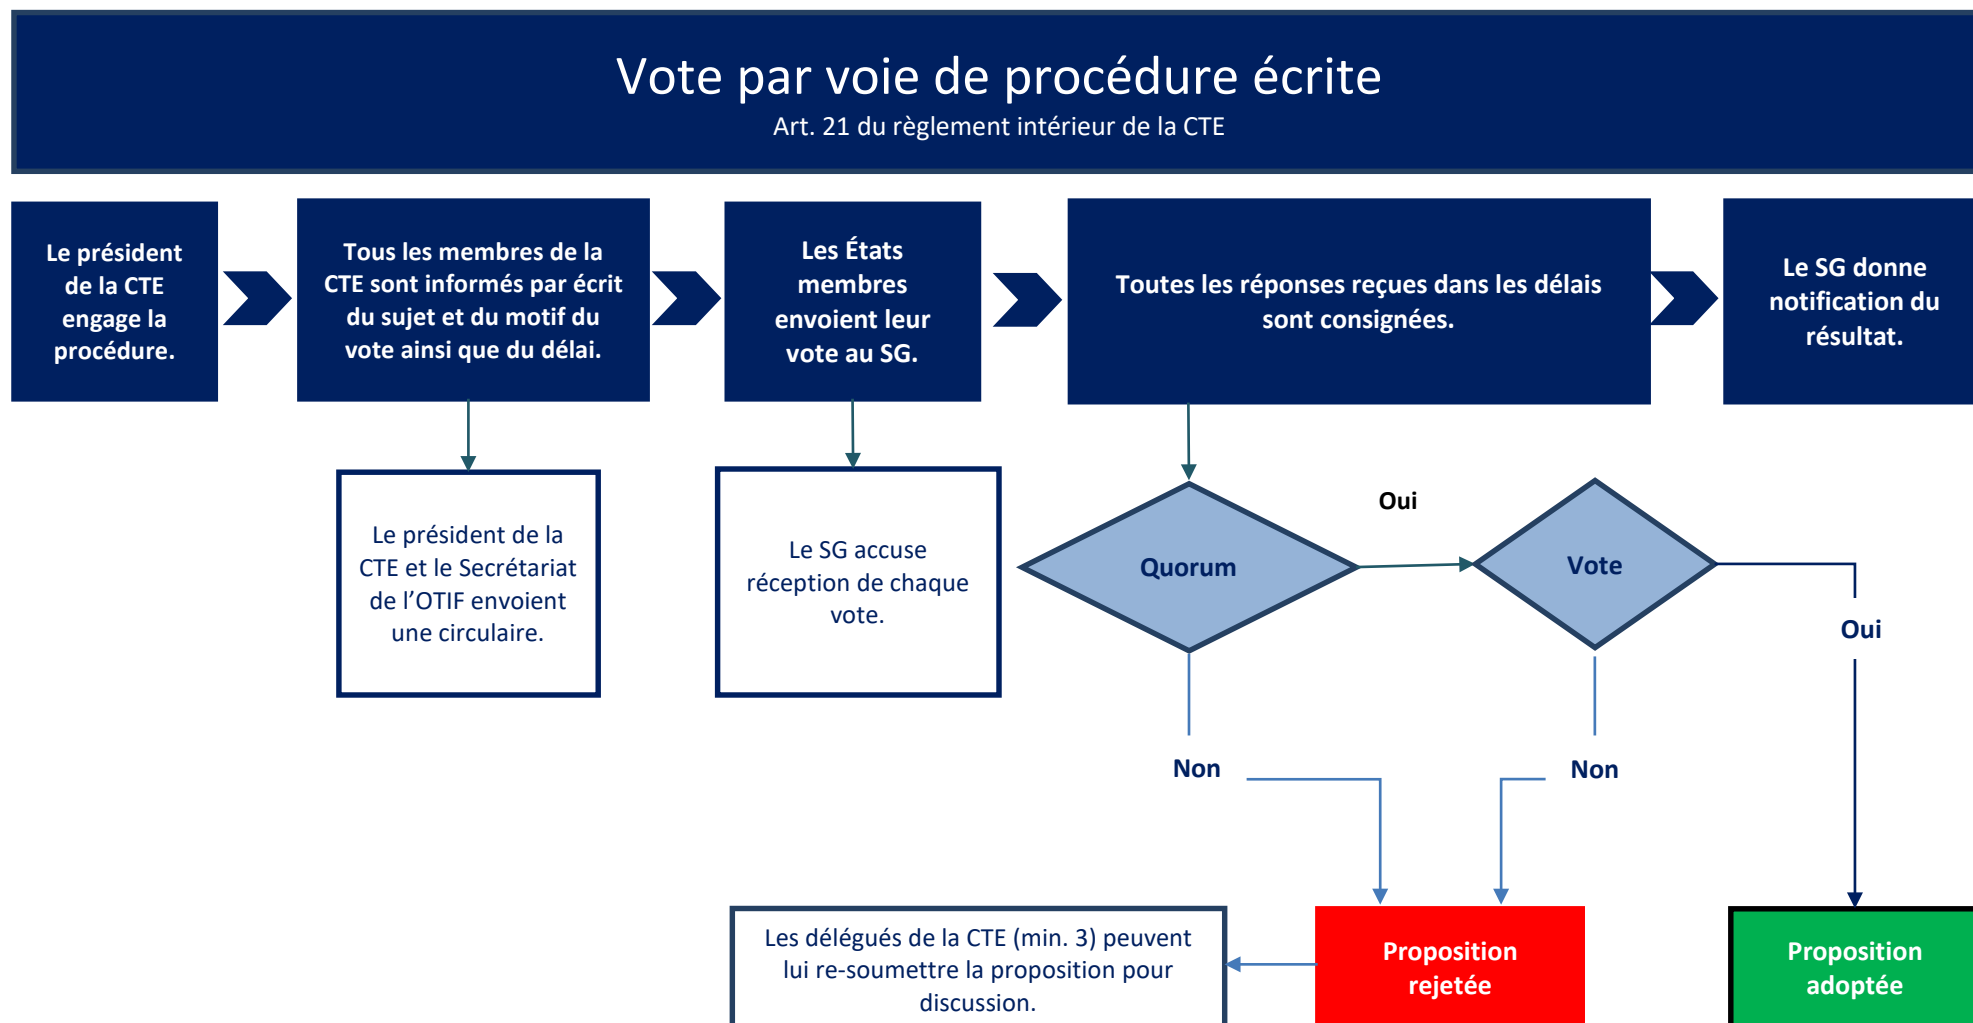 Vote par voie de procédure écrite
Art. 21 du règlement intérieur de la CTE
Le président
de la CTE
engage la
procédure.
Tous les membres de la
CTE sont informés par écrit
du sujet et du motif du
vote ainsi que du délai.
Les États
membres
envoient leur
vote au SG.
Toutes les réponses reçues dans les délais
sont consignées.
Le SG donne
notification du
résultat.
Le président de la
CTE et le Secrétariat
de l’OTIF envoient
une circulaire.
Le SG accuse
réception de chaque
vote.
Quorum
Oui
Vote
Oui
Non
Non
Les délégués de la CTE (min. 3) peuvent
lui re-soumettre la proposition pour
discussion.
Proposition
rejetée
Proposition
adoptée